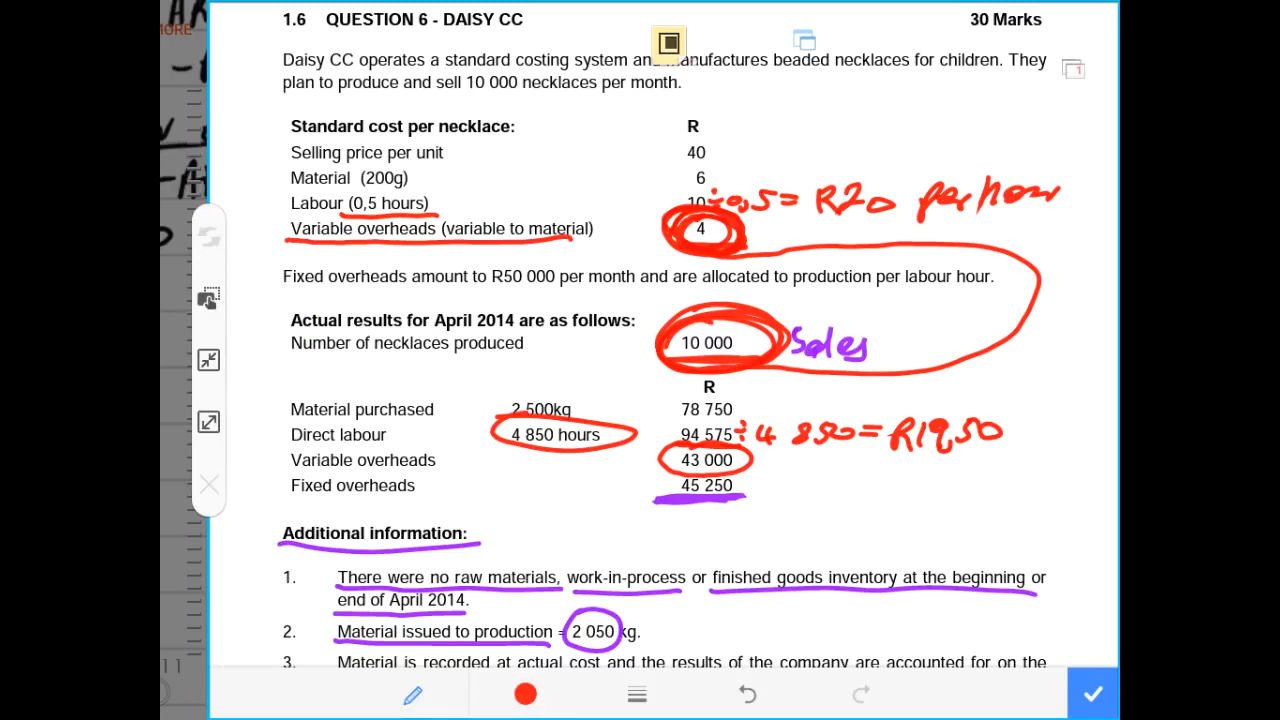 MORE
1.6 QUESTION 6 - DAISY CC 30 Marks
Daisy CC operates a standard costing system and manufactures beaded necklaces for children. They
plan to produce and sell 10 000 necklaces per month.
1
Standard cost per necklace: R
Selling price per unit 40
Material (200g) 6
Labour (0,5 hours) 10 ÷0,5 = R20 per hour
Variable overheads (variable to material) 4
Fixed overheads amount to R50 000 per month and are allocated to production per labour hour.
Actual results for April 2014 are as follows:
Number of necklaces produced 10 000 Sales
R
Material purchased 2 500kg 78 750
Direct labour 4 850 hours 94 575 ÷4 850 = R19,50
Variable overheads 43 000
Fixed overheads 45 250
Additional information:
1. There were no raw materials, work-in-process or finished goods inventory at the beginning or
end of April 2014.
2. Material issued to production = 2 050 kg.
3. Material is recorded at actual cost and the results of the company are accounted for on the
11